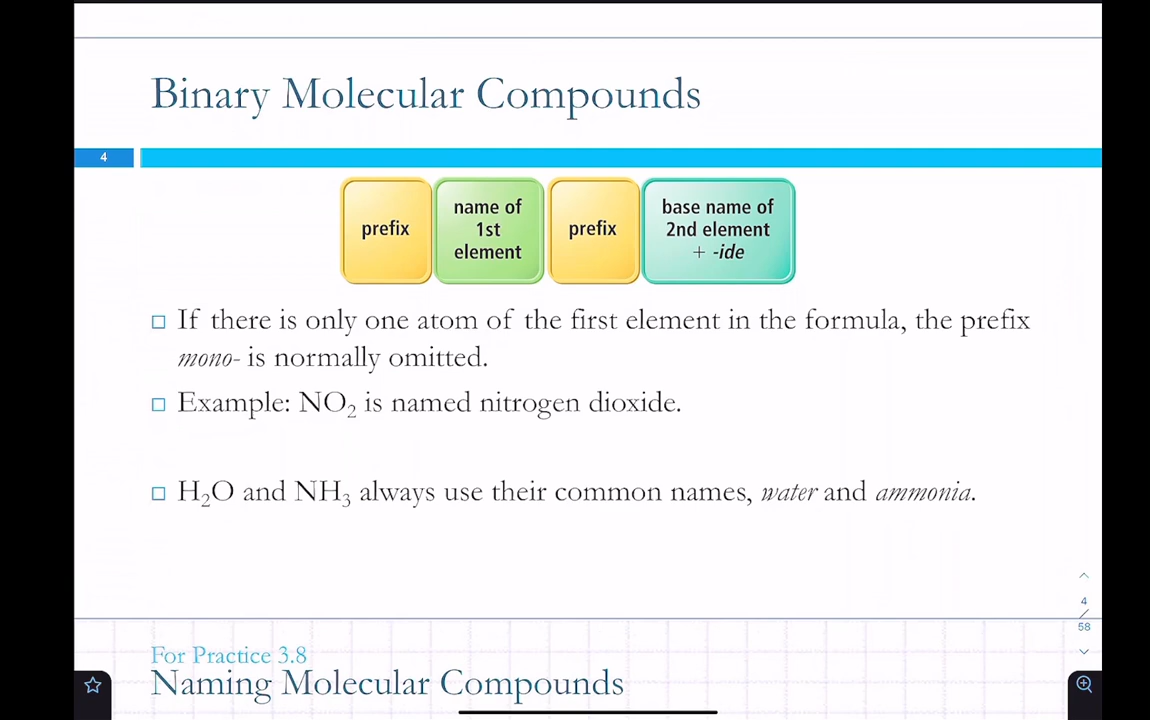 Binary Molecular Compounds
4
prefix
name of
1st
element
prefix
base name of
2nd element
+ -ide
If there is only one atom of the first element in the formula, the prefix
mono- is normally omitted.
Example: NO₂ is named nitrogen dioxide.
H₂O and NH₃ always use their common names, water and ammonia.
4
/
58
For Practice 3.8
Naming Molecular Compounds